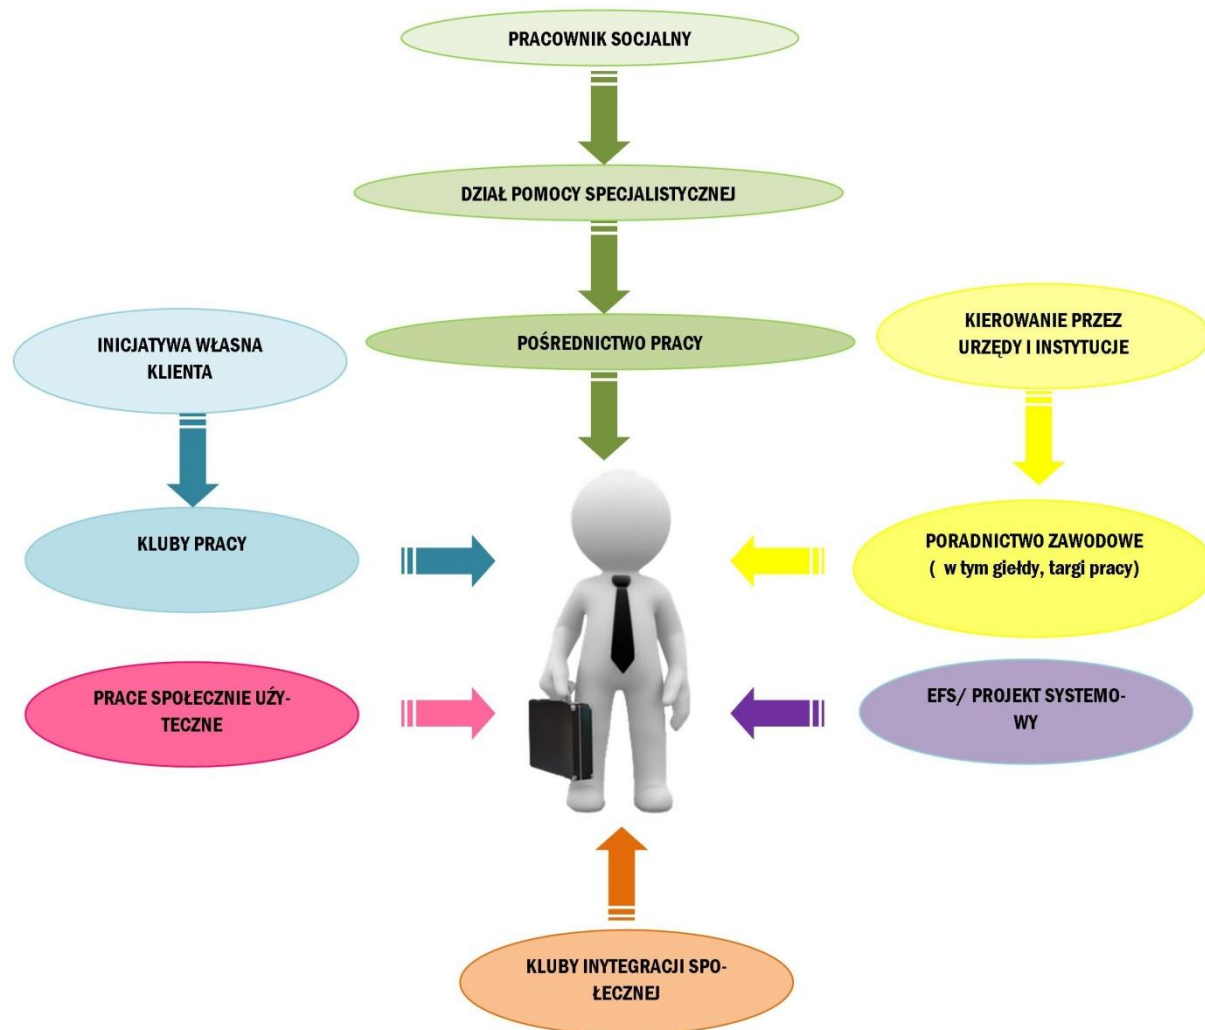 PRACOWNIK SOCJALNY
DZIAŁ POMOCY SPECJALISTYCZNEJ
POŚREDNICTWO PRACY
INICJATYWA WŁASNA
KLIENTA
KIEROWANIE PRZEZ
URZĘDY I INSTYTUCJE
KLUBY PRACY
PORADNICTWO ZAWODOWE
( w tym giełdy, targi pracy)
PRACE SPOŁECZNIE UŹY-
TECZNE
EFS/ PROJEKT SYSTEMO-
WY
KLUBY INYTEGRACJI SPO-
ŁECZNEJ